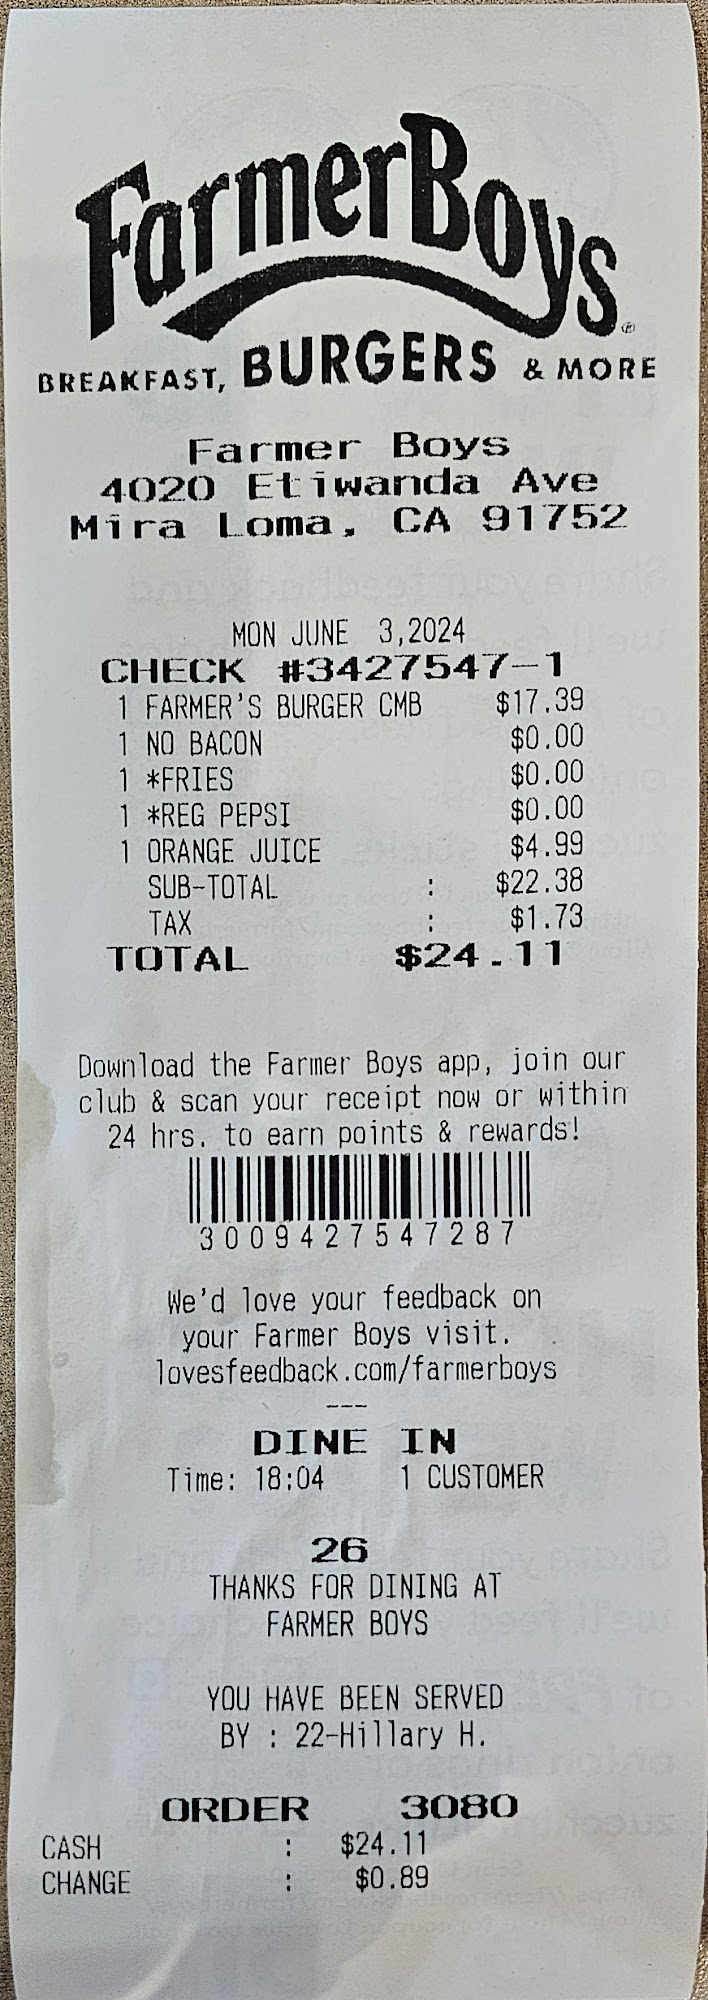 FarmerBoys®
BREAKFAST, BURGERS & MORE
Farmer Boys
4020 Etiwanda Ave
Mira Loma, CA 91752
MON JUNE 3,2024
CHECK #3427547-1
1 FARMER'S BURGER CMB $17.39
1 NO BACON $0.00
1 *FRIES $0.00
1 *REG PEPSI $0.00
1 ORANGE JUICE $4.99
SUB-TOTAL : $22.38
TAX : $1.73
TOTAL $24.11
Download the Farmer Boys app, join our
club & scan your receipt now or within
24 hrs. to earn points & rewards!
3009427547287
We'd love your feedback on
your Farmer Boys visit.
lovesfeedback.com/farmerboys
---
DINE IN
Time: 18:04 1 CUSTOMER
26
THANKS FOR DINING AT
FARMER BOYS
YOU HAVE BEEN SERVED
BY : 22-Hillary H.
ORDER 3080
CASH : $24.11
CHANGE : $0.89